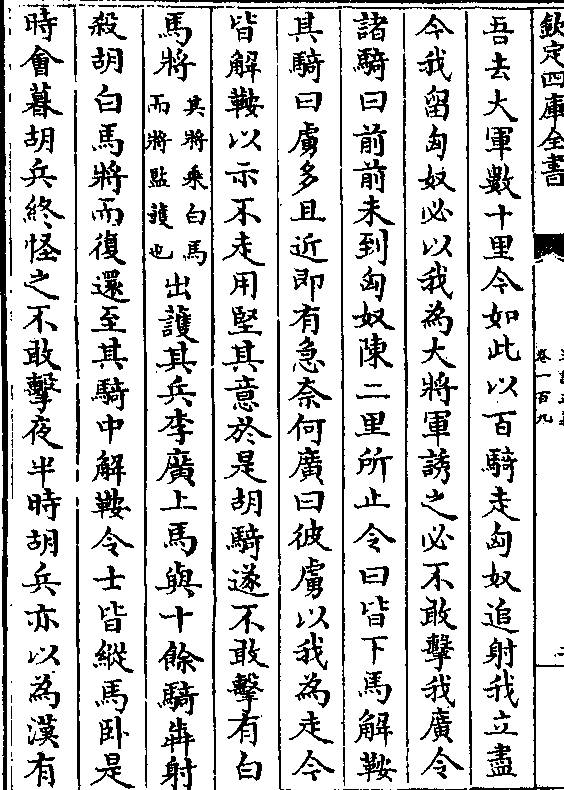 欽定四庫全書
卷一百九
吾去大軍數十里今如此以百騎走匈奴追射我立盡
今我留匈奴必以我為大將軍誘之必不敢擊我廣令
諸騎曰前前未到匈奴陳二里所止令曰皆下馬解鞍
其騎曰虜多且近即有急奈何廣曰彼虜以我為走今
皆解鞍以示不走用堅其意於是胡騎遂不敢擊有白
馬將其將乘白馬而將監護也出護其兵李廣上馬與十餘騎犇射
殺胡白馬將而復還至其騎中解鞍令士皆縱馬臥是
時會暮胡兵終怪之不敢擊夜半時胡兵亦以為漢有